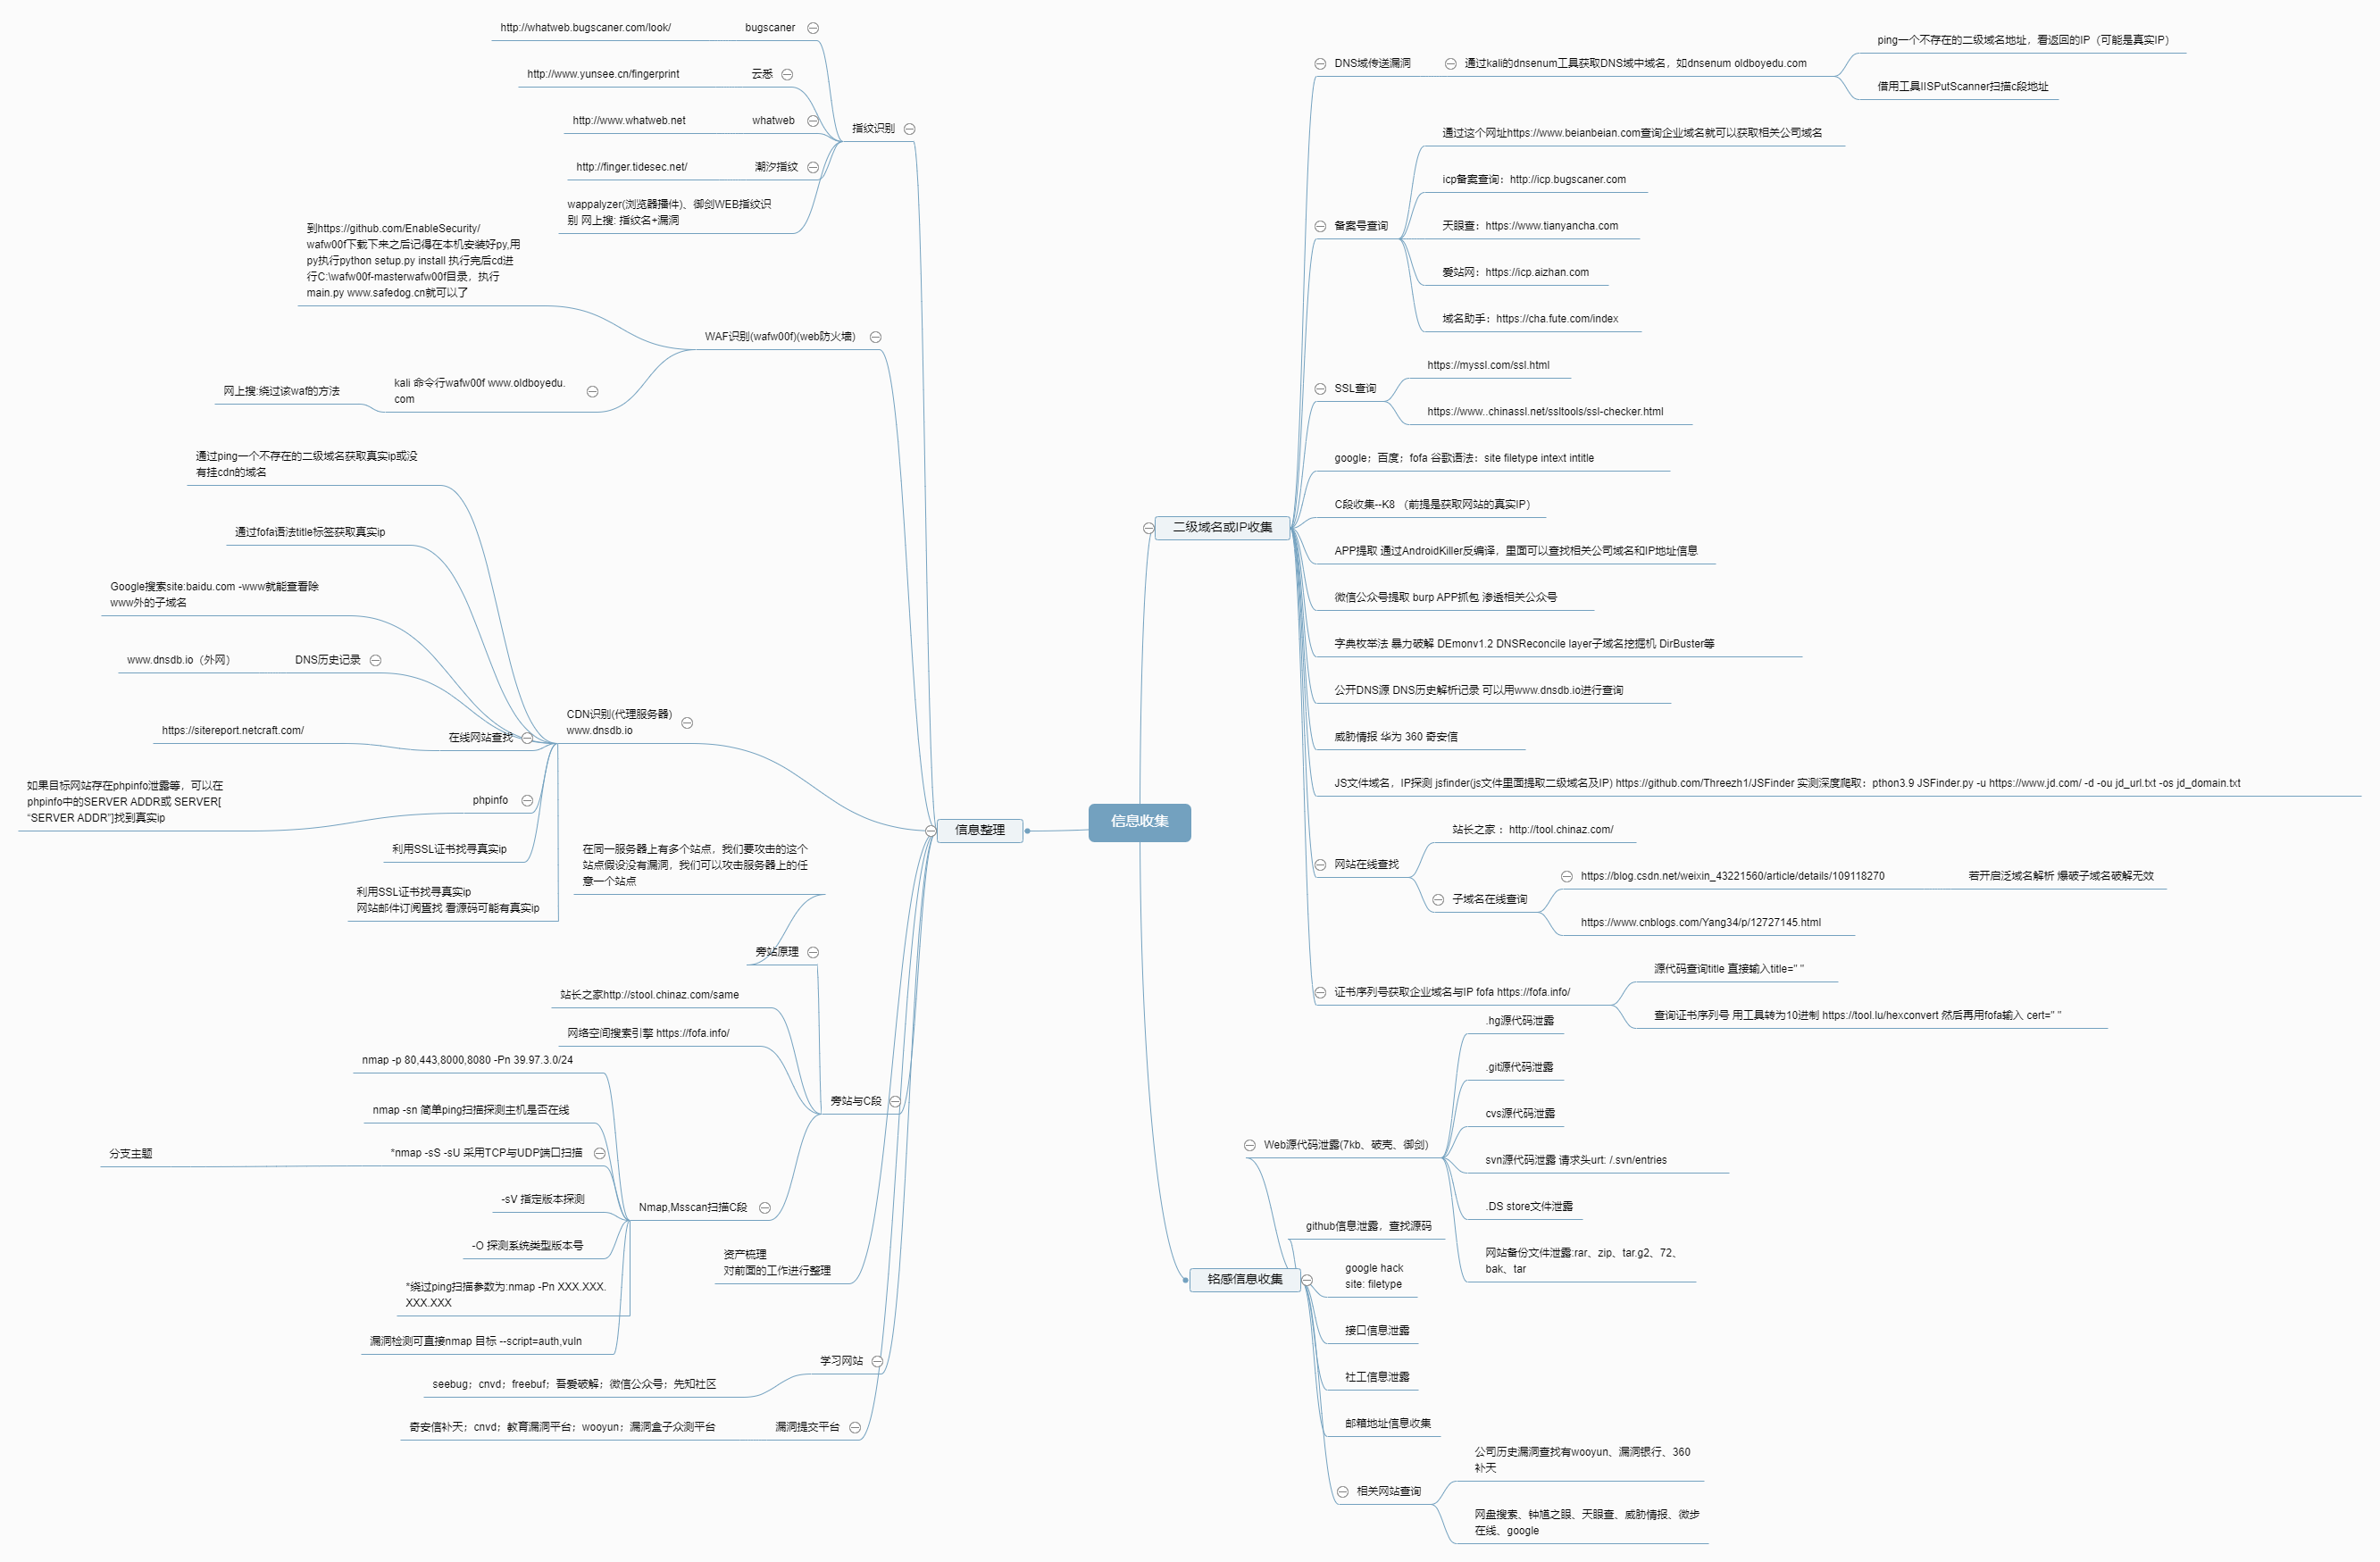 信息收集
二级域名或IP收集
DNS域传送漏洞
通过kali的dnsenum工具获取DNS域中域名，如dnsenum oldboyedu.com
ping一个不存在的二级域名地址，看返回的IP（可能是真实IP）
借用工具IISPutScanner扫描c段地址
备案号查询
通过这个网址https://www.beianbeian.com查询企业域名就可以获取相关公司域名
icp备案查询：http://icp.bugscaner.com
天眼查：https://www.tianyancha.com
爱站网：https://icp.aizhan.com
域名助手：https://cha.fute.com/index
SSL查询
https://myssl.com/ssl.html
https://www..chinassl.net/ssltools/ssl-checker.html
google；百度；fofa 谷歌语法：site filetype intext intitle
C段收集--K8 （前提是获取网站的真实IP）
APP提取 通过AndroidKiller反编译，里面可以查找相关公司域名和IP地址信息
微信公众号提取 burp APP抓包 渗透相关公众号
字典枚举法 暴力破解 DEmonv1.2 DNSReconcile layer子域名挖掘机 DirBuster等
公开DNS源 DNS历史解析记录 可以用www.dnsdb.io进行查询
威胁情报 华为 360 奇安信
JS文件域名，IP探测 jsfinder(js文件里面提取二级域名及IP) https://github.com/Threezh1/JSFinder 实测深度爬取：pthon3.9 JSFinder.py -u https://www.jd.com/ -d -ou jd_url.txt -os jd_domain.txt
网站在线查找
站长之家 ：http://tool.chinaz.com/
子域名在线查询
https://blog.csdn.net/weixin_43221560/article/details/109118270
若开启泛域名解析 爆破子域名破解无效
https://www.cnblogs.com/Yang34/p/12727145.html
证书序列号获取企业域名与IP fofa https://fofa.info/
源代码查询title 直接输入title=" "
查询证书序列号 用工具转为10进制 https://tool.lu/hexconvert 然后再用fofa输入 cert=" "
铭感信息收集
Web源代码泄露(7kb、破壳、御剑)
.hg源代码泄露
.git源代码泄露
cvs源代码泄露
svn源代码泄露 请求头urt: /.svn/entries
.DS store文件泄露
网站备份文件泄露:rar、zip、tar.g2、72、
bak、tar
github信息泄露，查找源码
google hack
site: filetype
接口信息泄露
社工信息泄露
邮箱地址信息收集
相关网站查询
公司历史漏洞查找有wooyun、漏洞银行、360
补天
网盘搜索、钟馗之眼、天眼查、威胁情报、微步
在线、google
信息整理
指纹识别
bugscaner
http://whatweb.bugscaner.com/look/
云悉
http://www.yunsee.cn/fingerprint
whatweb
http://www.whatweb.net
潮汐指纹
http://finger.tidesec.net/
wappalyzer(浏览器播件)、御剑WEB指纹识
别 网上搜: 指纹名+漏洞
WAF识别(wafw00f)(web防火墙)
到https://github.com/EnableSecurity/
wafw00f下载下来之后记得在本机安装好py,用
py执行python setup.py install 执行完后cd进
行C:\wafw00f-masterwafw00f目录，执行
main.py www.safedog.cn就可以了
kali 命令行wafw00f www.oldboyedu.
com
网上搜:绕过该waf的方法
CDN识别(代理服务器)
www.dnsdb.io
通过ping一个不存在的二级域名获取真实ip或没
有挂cdn的域名
通过fofa语法title标签获取真实ip
Google搜索site:baidu.com -www就能查看除
www外的子域名
DNS历史记录
www.dnsdb.io（外网）
在线网站查找
https://sitereport.netcraft.com/
phpinfo
如果目标网站存在phpinfo泄露等，可以在
phpinfo中的SERVER ADDR或 SERVER[
“SERVER ADDR”]找到真实ip
利用SSL证书找寻真实ip
利用SSL证书找寻真实ip
网站邮件订阅查找 看源码可能有真实ip
旁站与C段
旁站原理
在同一服务器上有多个站点，我们要攻击的这个
站点假设没有漏洞，我们可以攻击服务器上的任
意一个站点
站长之家http://stool.chinaz.com/same
网络空间搜索引擎 https://fofa.info/
Nmap,Msscan扫描C段
nmap -p 80,443,8000,8080 -Pn 39.97.3.0/24
nmap -sn 简单ping扫描探测主机是否在线
*nmap -sS -sU 采用TCP与UDP端口扫描
分支主题
-sV 指定版本探测
-O 探测系统类型版本号
*绕过ping扫描参数为:nmap -Pn XXX.XXX.
XXX.XXX
漏洞检测可直接nmap 目标 --script=auth,vuln
资产梳理
对前面的工作进行整理
学习网站
seebug；cnvd；freebuf；吾爱破解；微信公众号；先知社区
漏洞提交平台
奇安信补天；cnvd；教育漏洞平台；wooyun；漏洞盒子众测平台